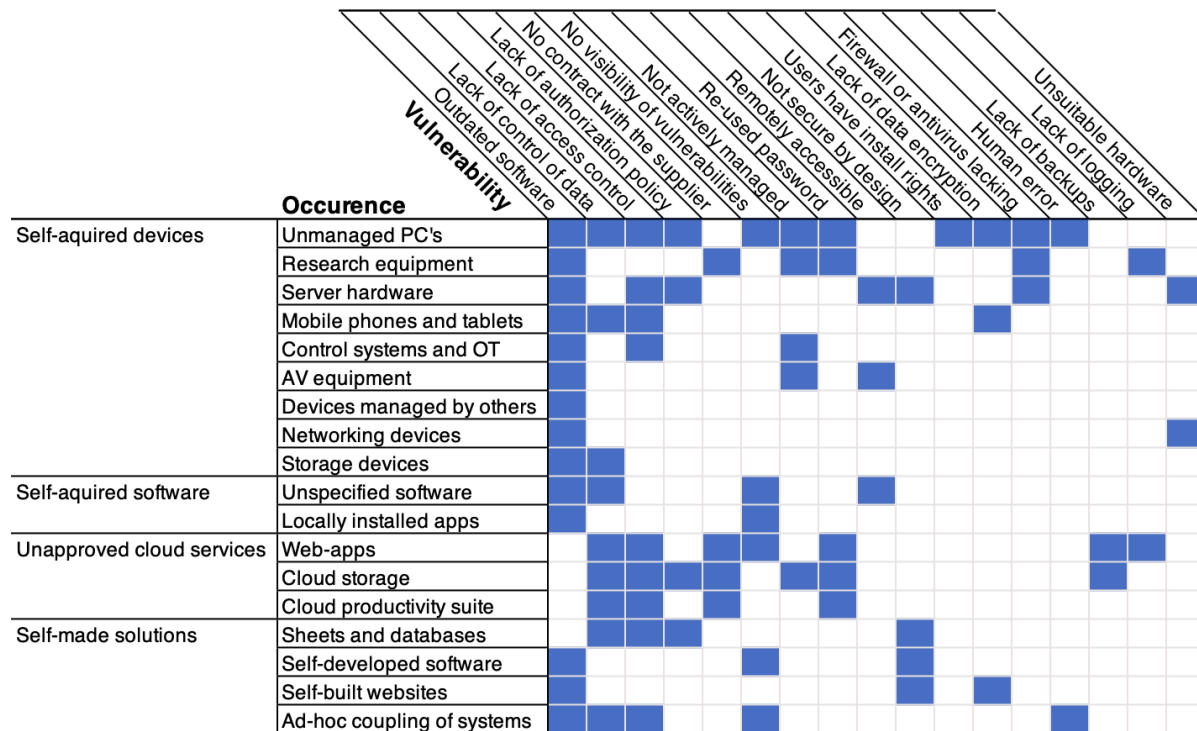 Vulnerability
Outdated software
Lack of control of data
Lack of access control
Lack of authorization policy
No contract with the supplier
No visibility of vulnerabilities
Not actively managed
Re-used password
Remotely accessible
Not secure by design
Users have install rights
Lack of data encryption
Firewall or antivirus lacking
Human error
Lack of backups
Lack of logging
Unsuitable hardware
Occurence
Self-aquired devices
Unmanaged PC's
Research equipment
Server hardware
Mobile phones and tablets
Control systems and OT
AV equipment
Devices managed by others
Networking devices
Storage devices
Self-aquired software
Unspecified software
Locally installed apps
Unapproved cloud services
Web-apps
Cloud storage
Cloud productivity suite
Self-made solutions
Sheets and databases
Self-developed software
Self-built websites
Ad-hoc coupling of systems